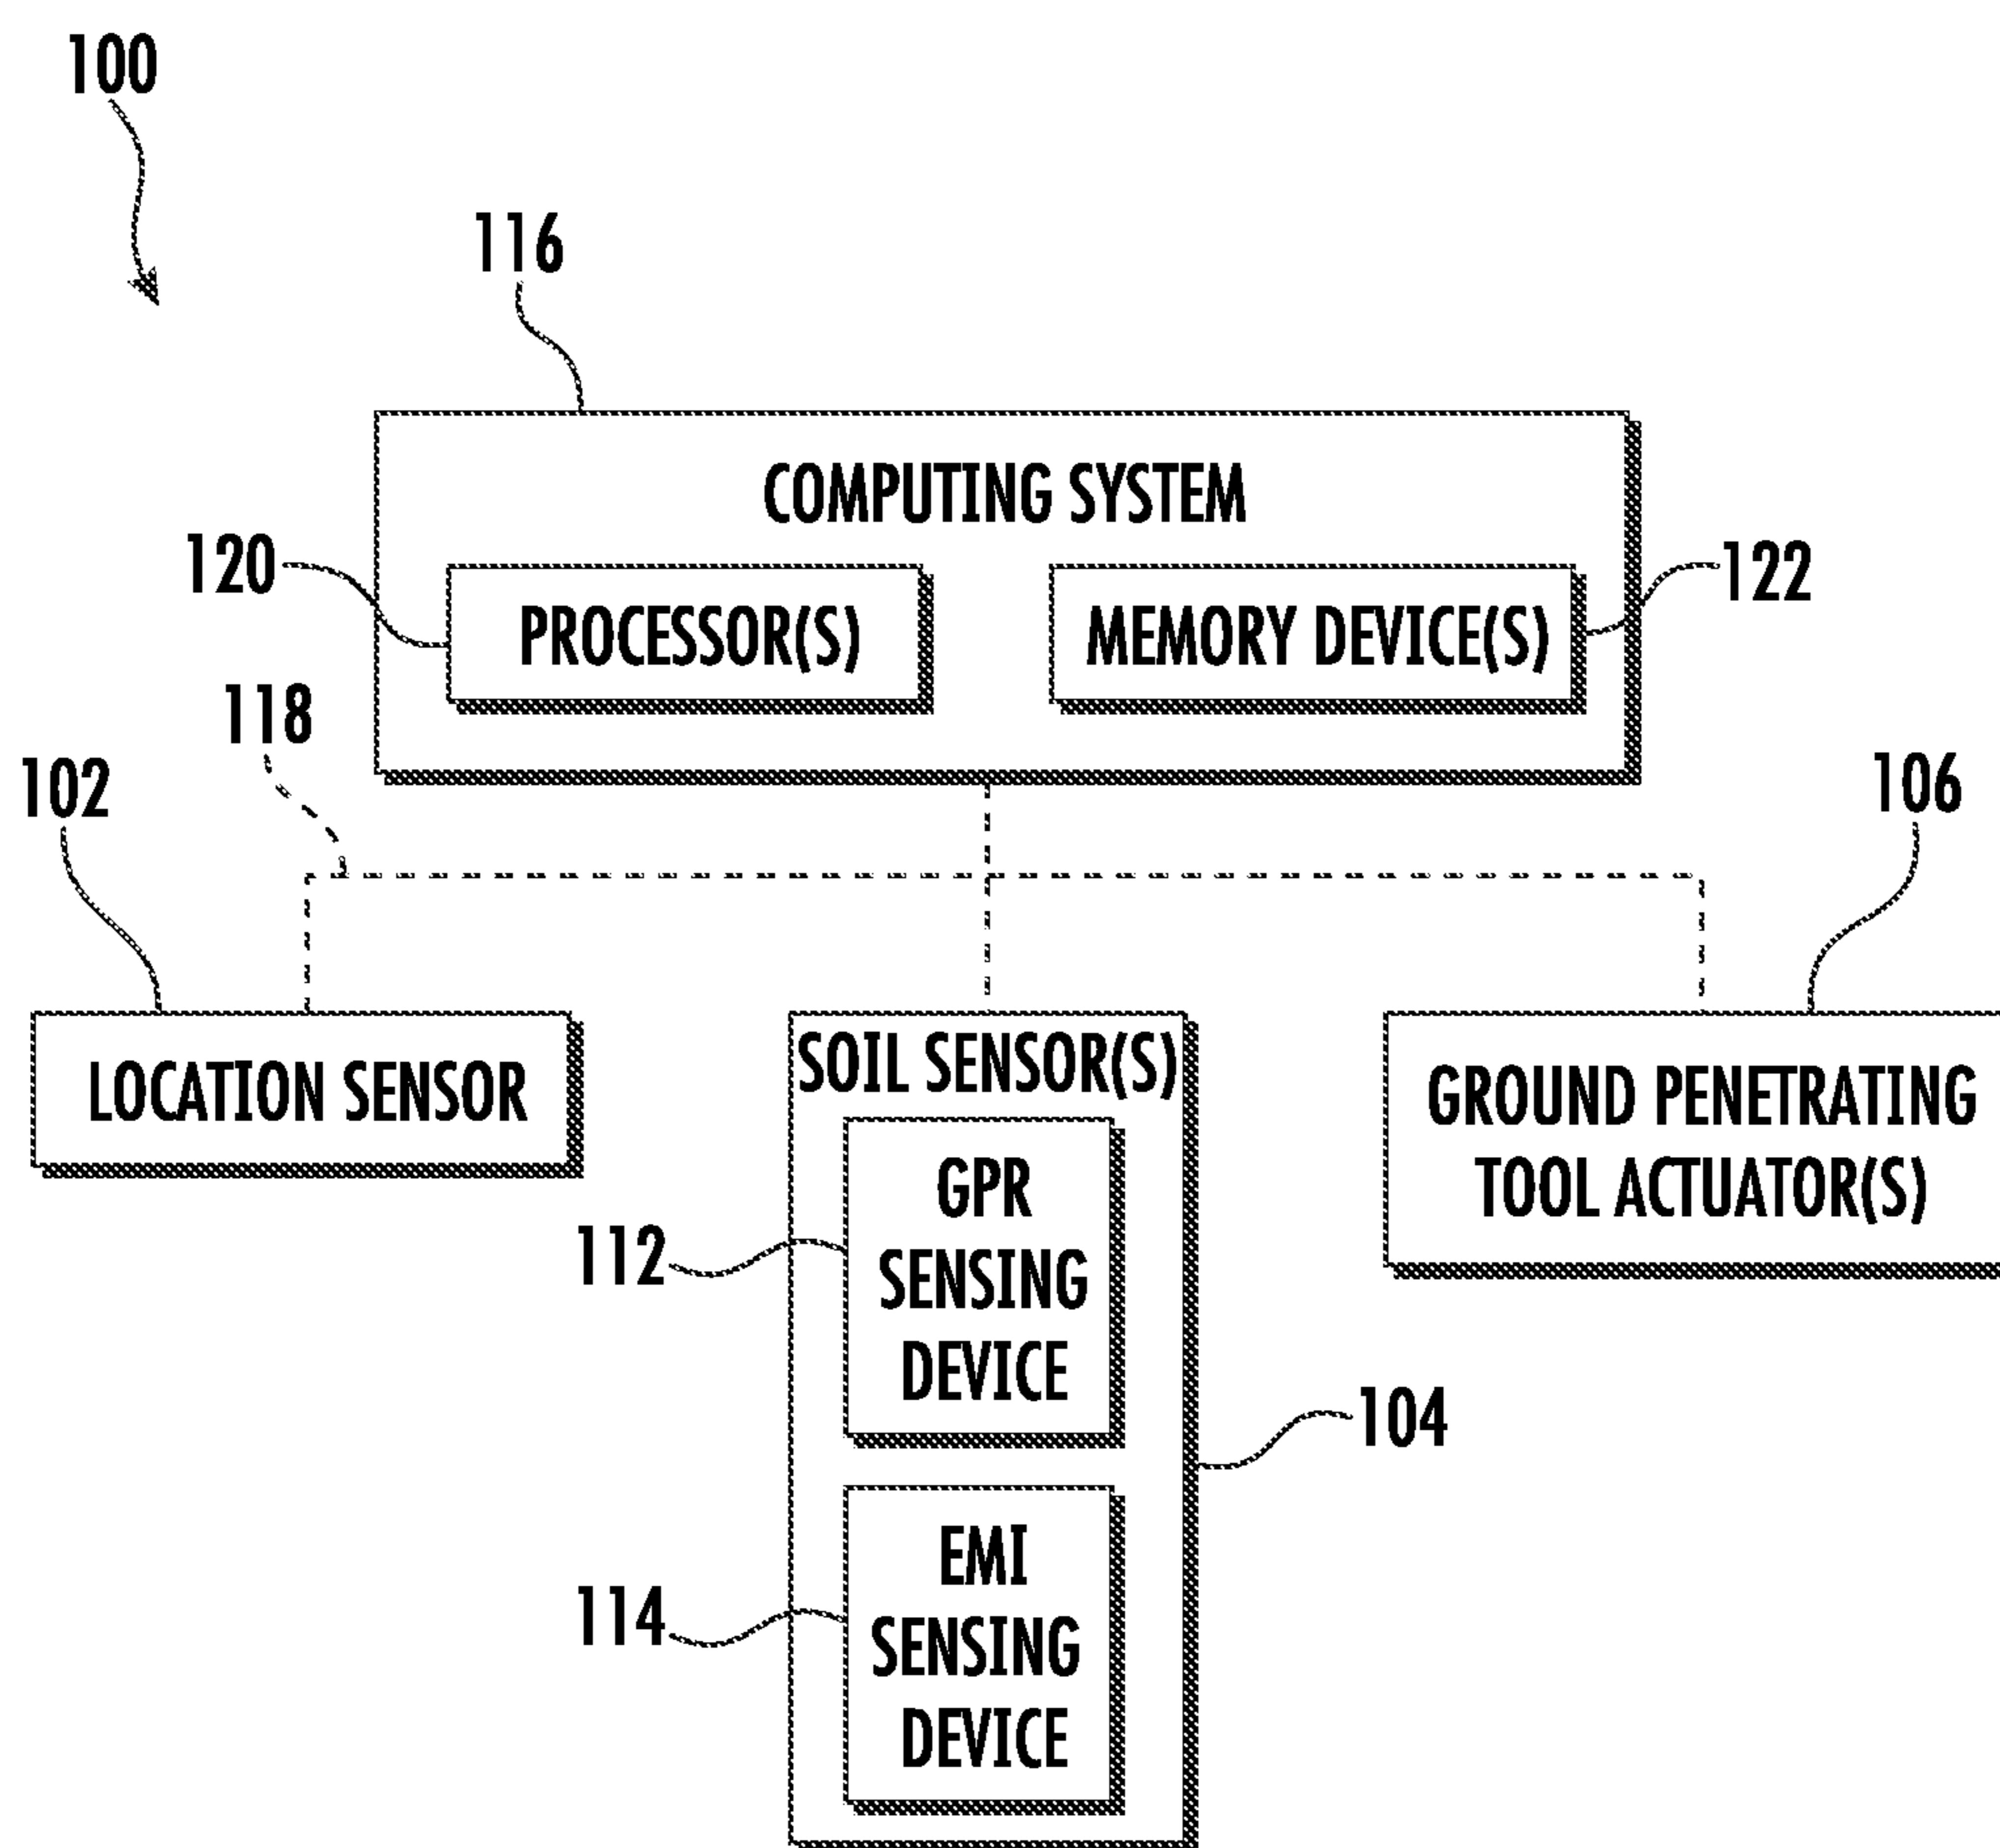 100
116
COMPUTING SYSTEM
120
PROCESSOR(S)
MEMORY DEVICE(S)
122
118
102
106
LOCATION SENSOR
SOIL SENSOR(S)
GROUND PENETRATING
TOOL ACTUATOR(S)
GPR
SENSING
DEVICE
112
104
EMI
SENSING
DEVICE
114